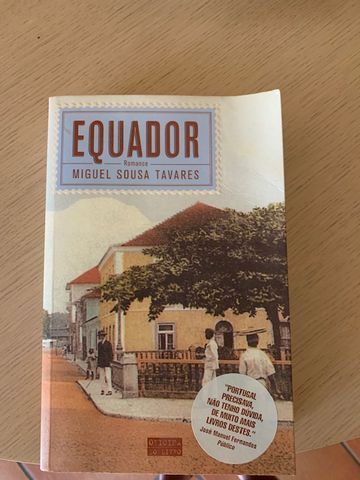 EQUADOR
Romance
MIGUEL SOUSA TAVARES
"PORTUGAL
PRECISAVA,
NÃO TENHO DÚVIDA,
DE MUITO MAIS
LIVROS DESTES."
José Manuel Fernandes
Público
OFICINA
DO LIVRO